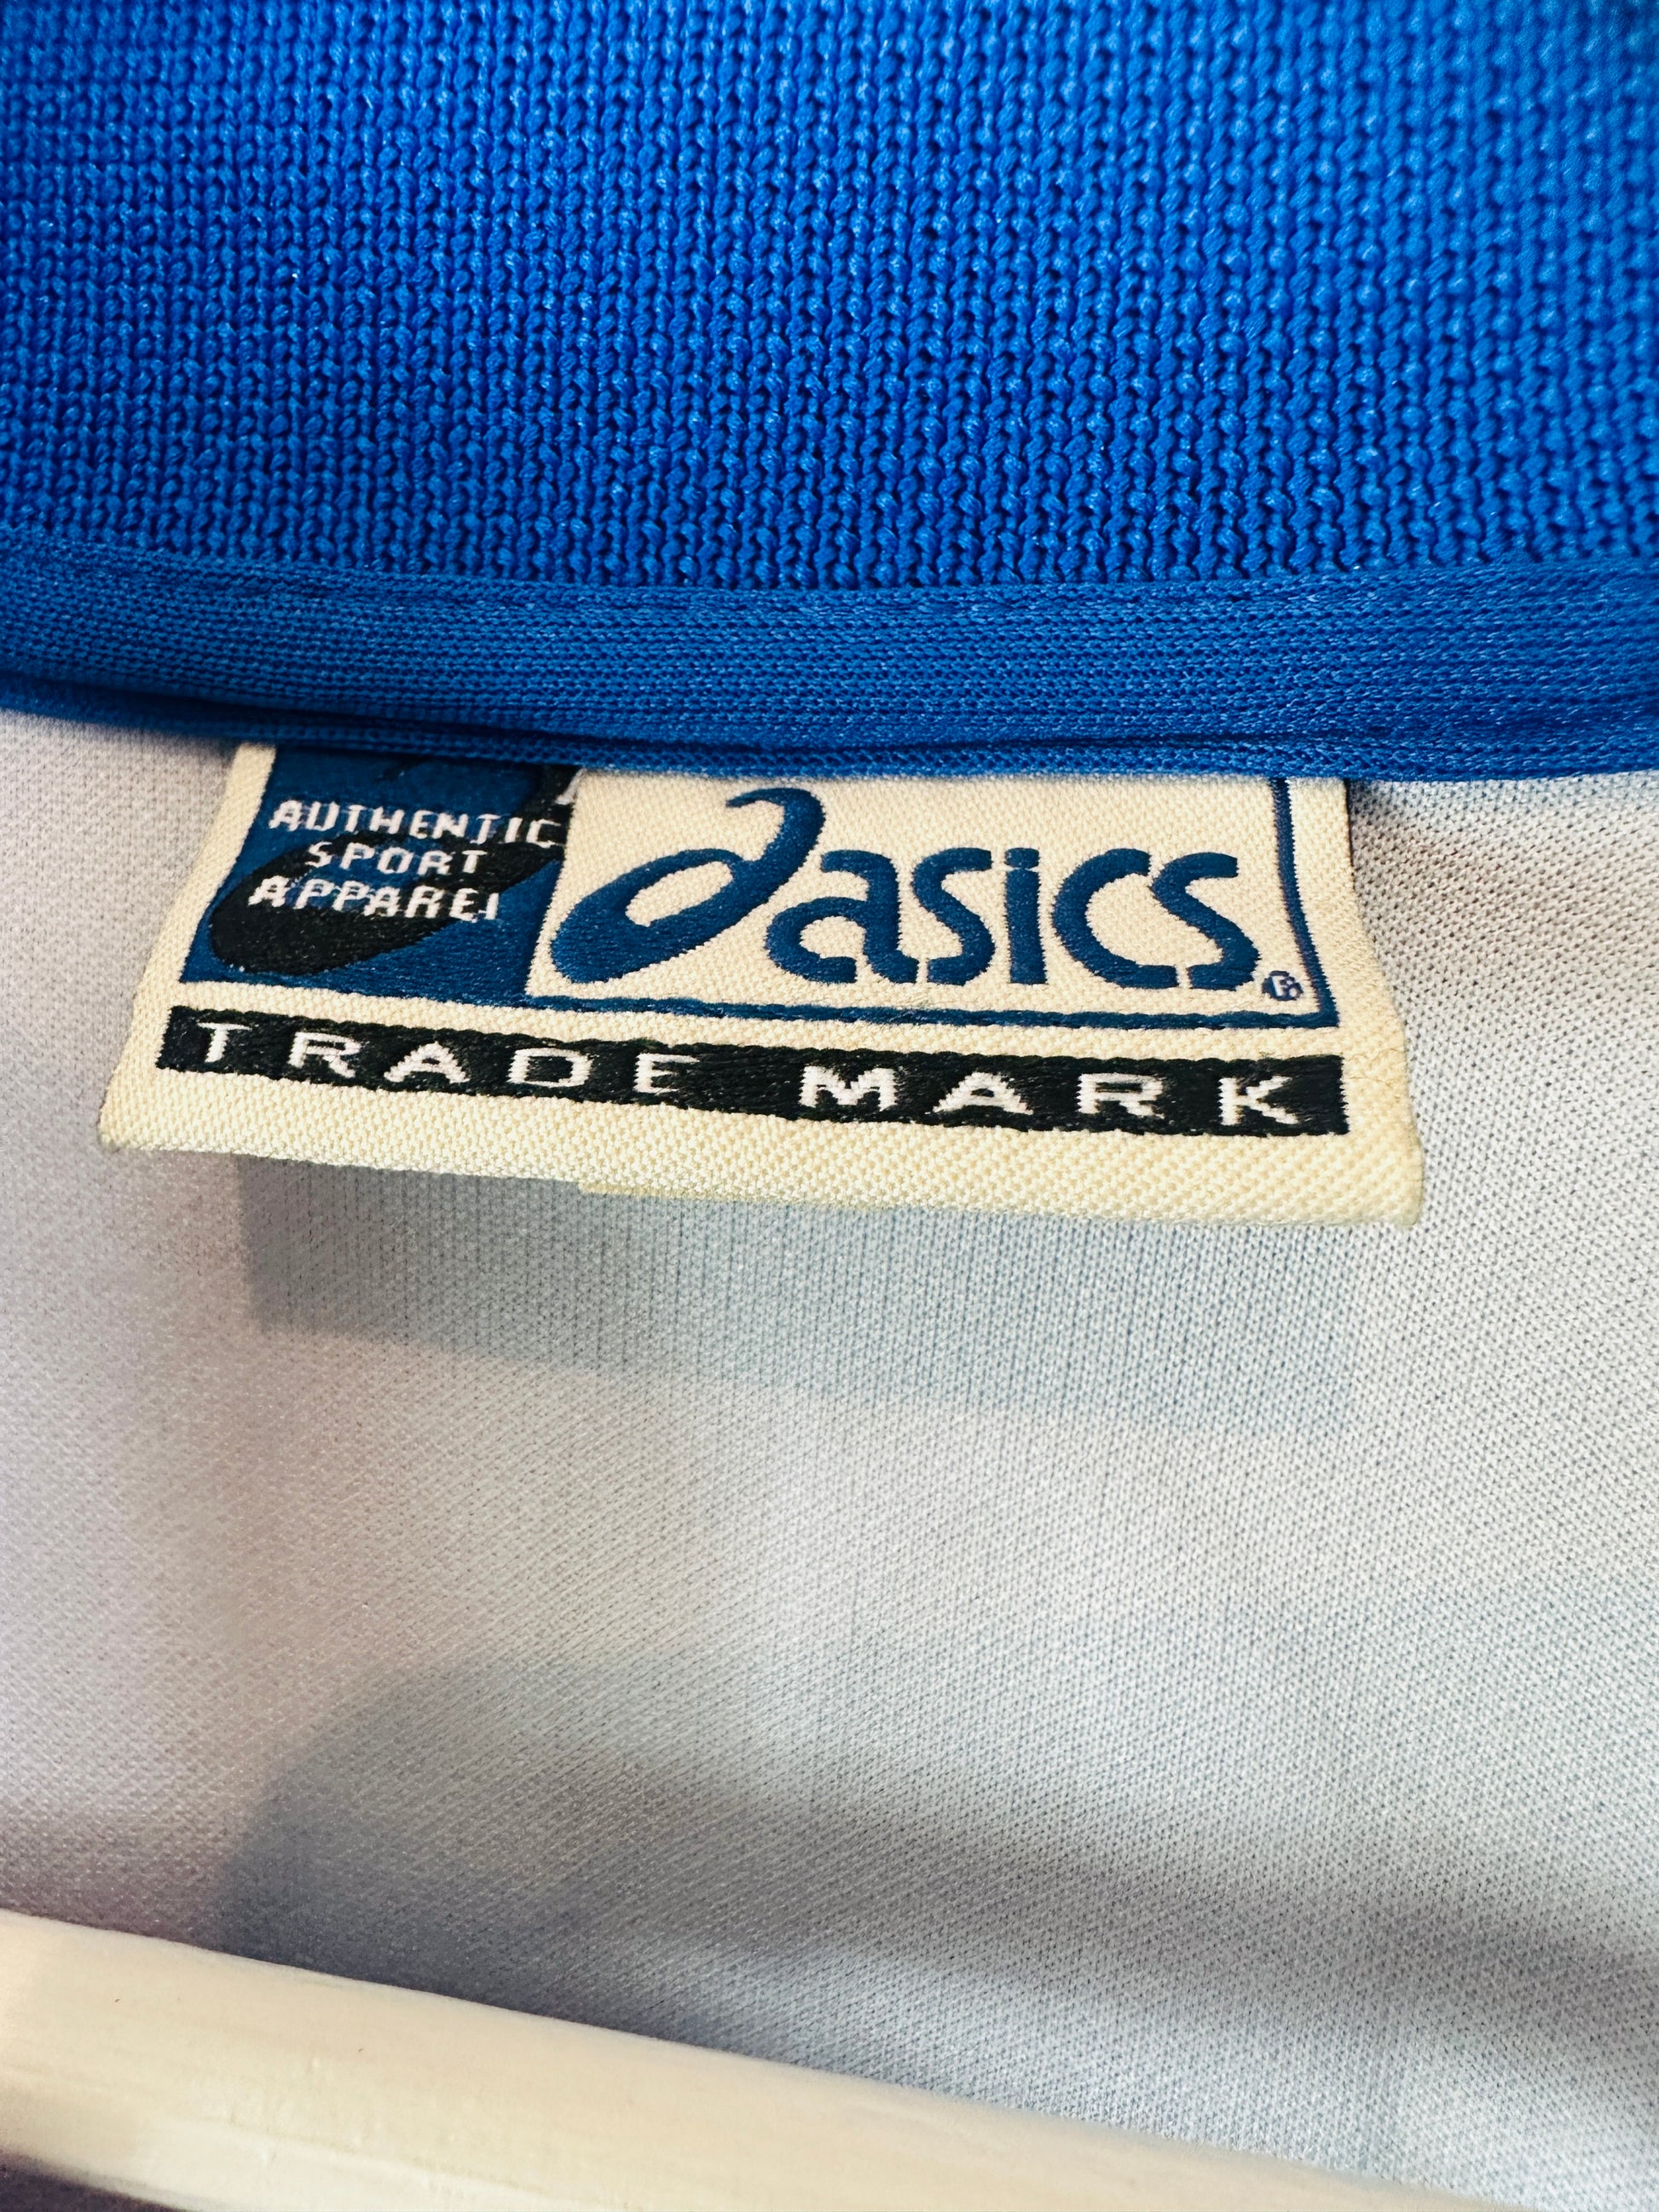 AUTHENTIC
SPORT
APPAREL
asics®
TRADE MARK